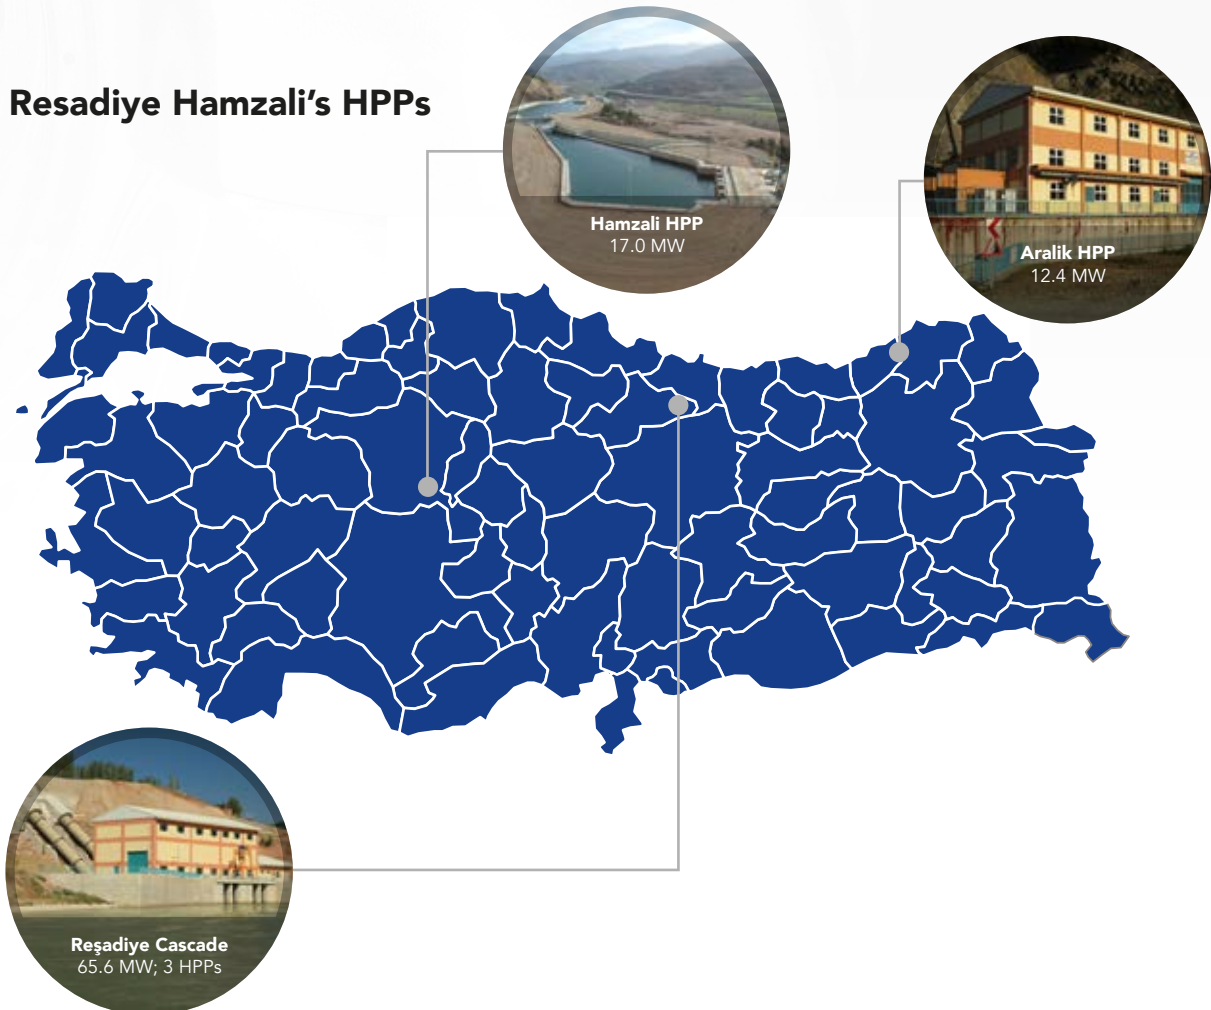 Resadiye Hamzali's HPPs
Hamzali HPP
17.0 MW
Aralik HPP
12.4 MW
Reşadiye Cascade
65.6 MW; 3 HPPs